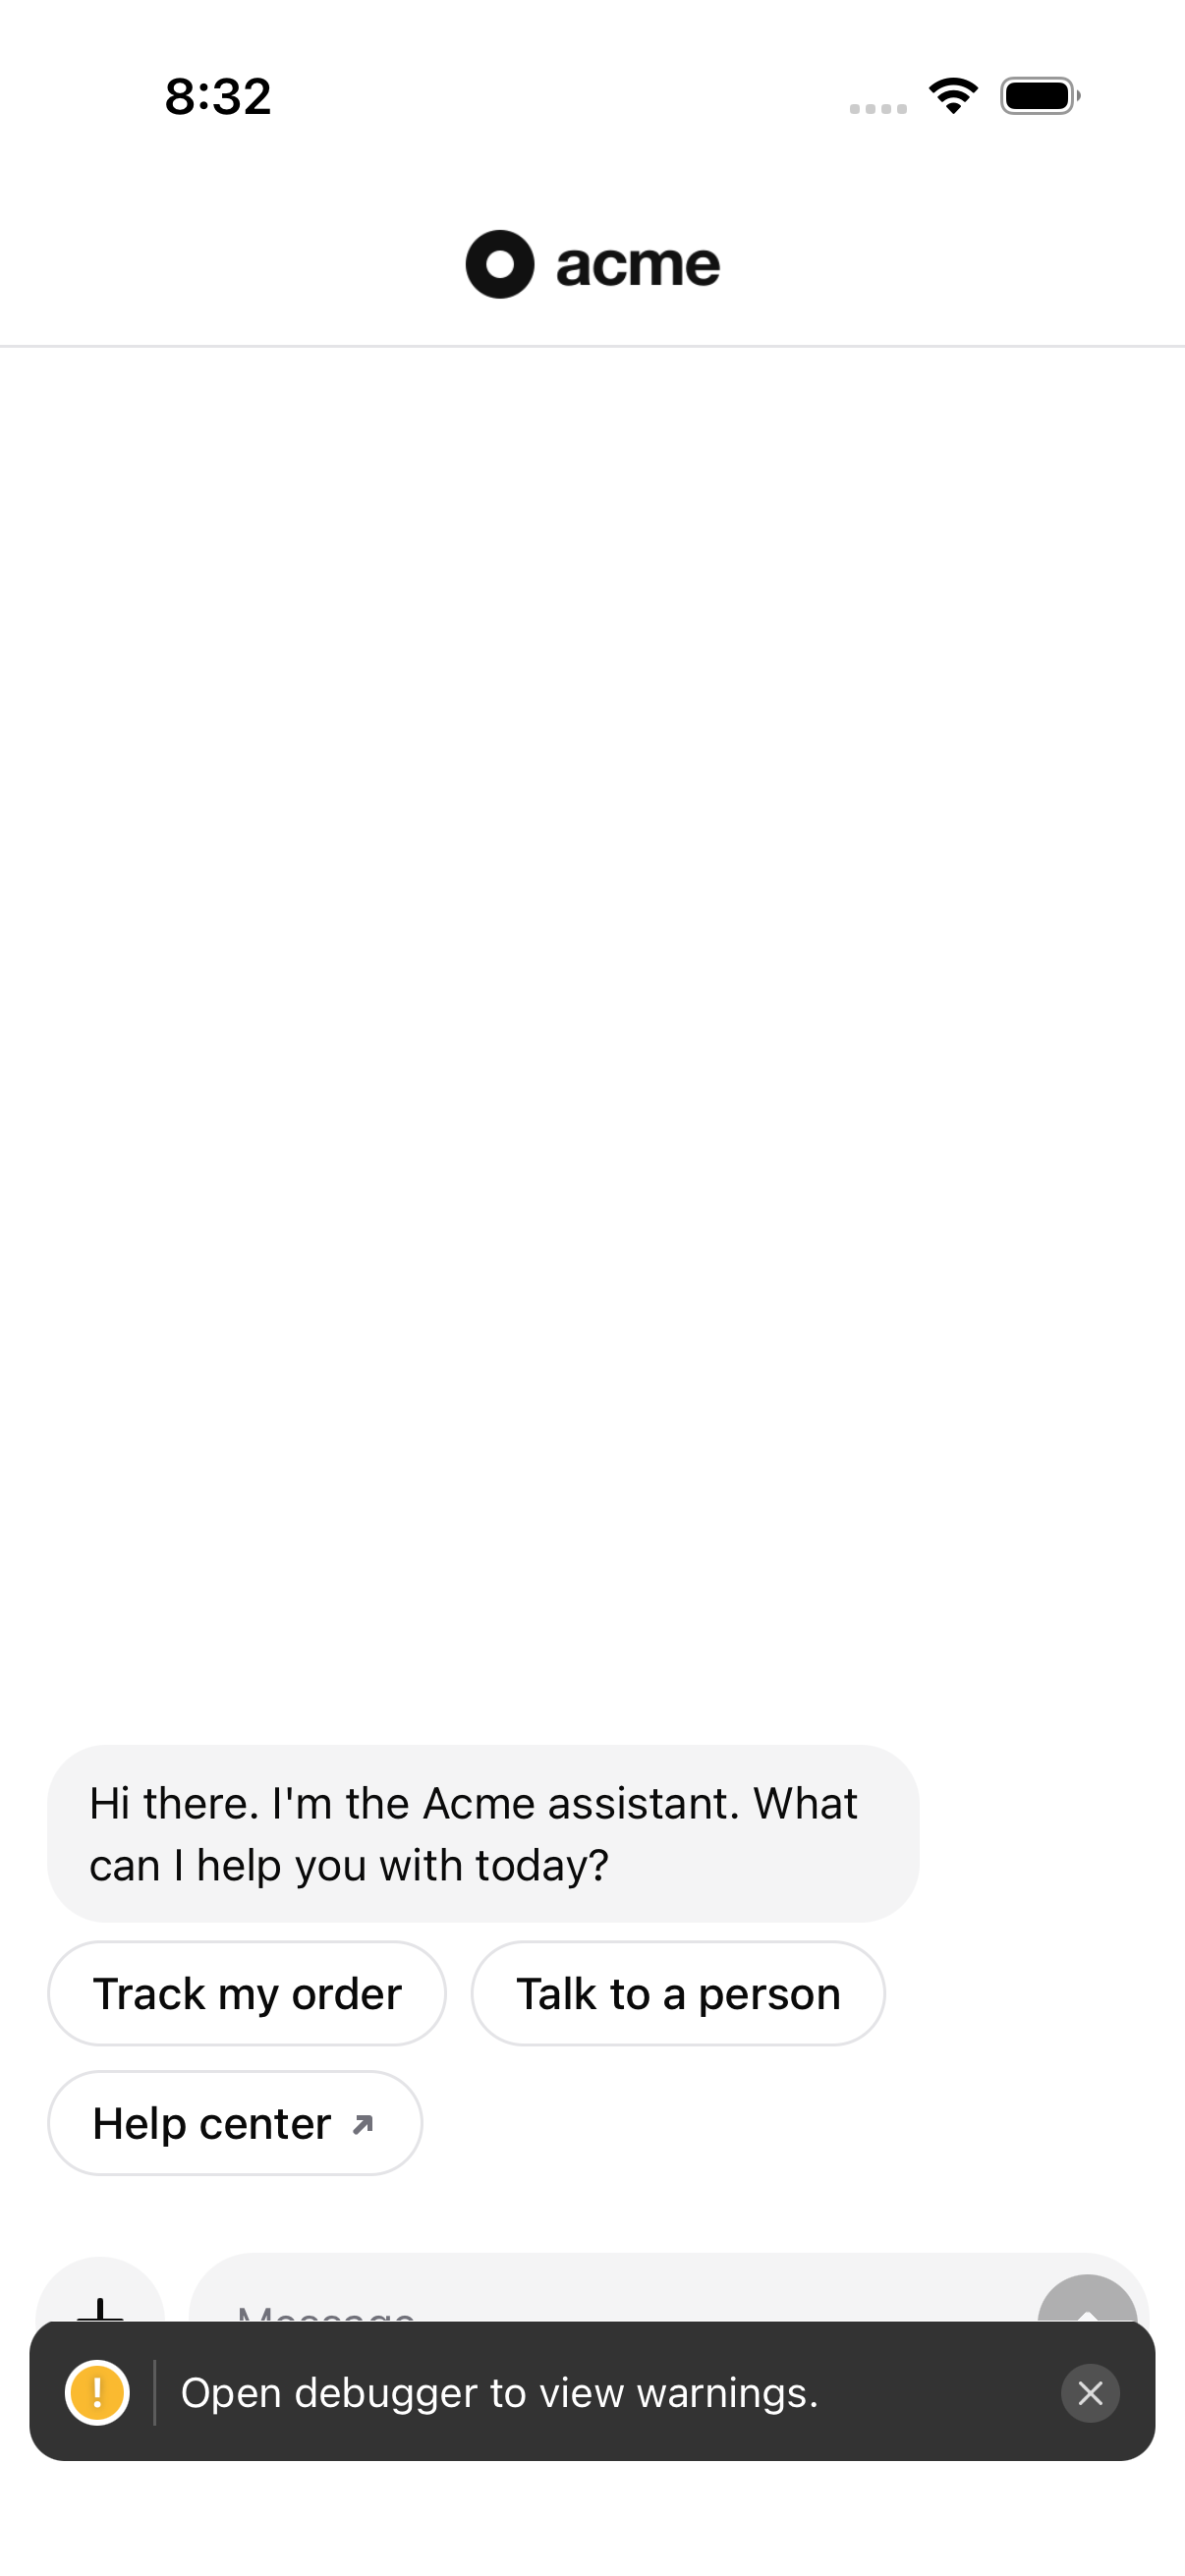 8:32
acme
Hi there. I'm the Acme assistant. What
can I help you with today?
Track my order
Talk to a person
Help center
Message
Open debugger to view warnings.